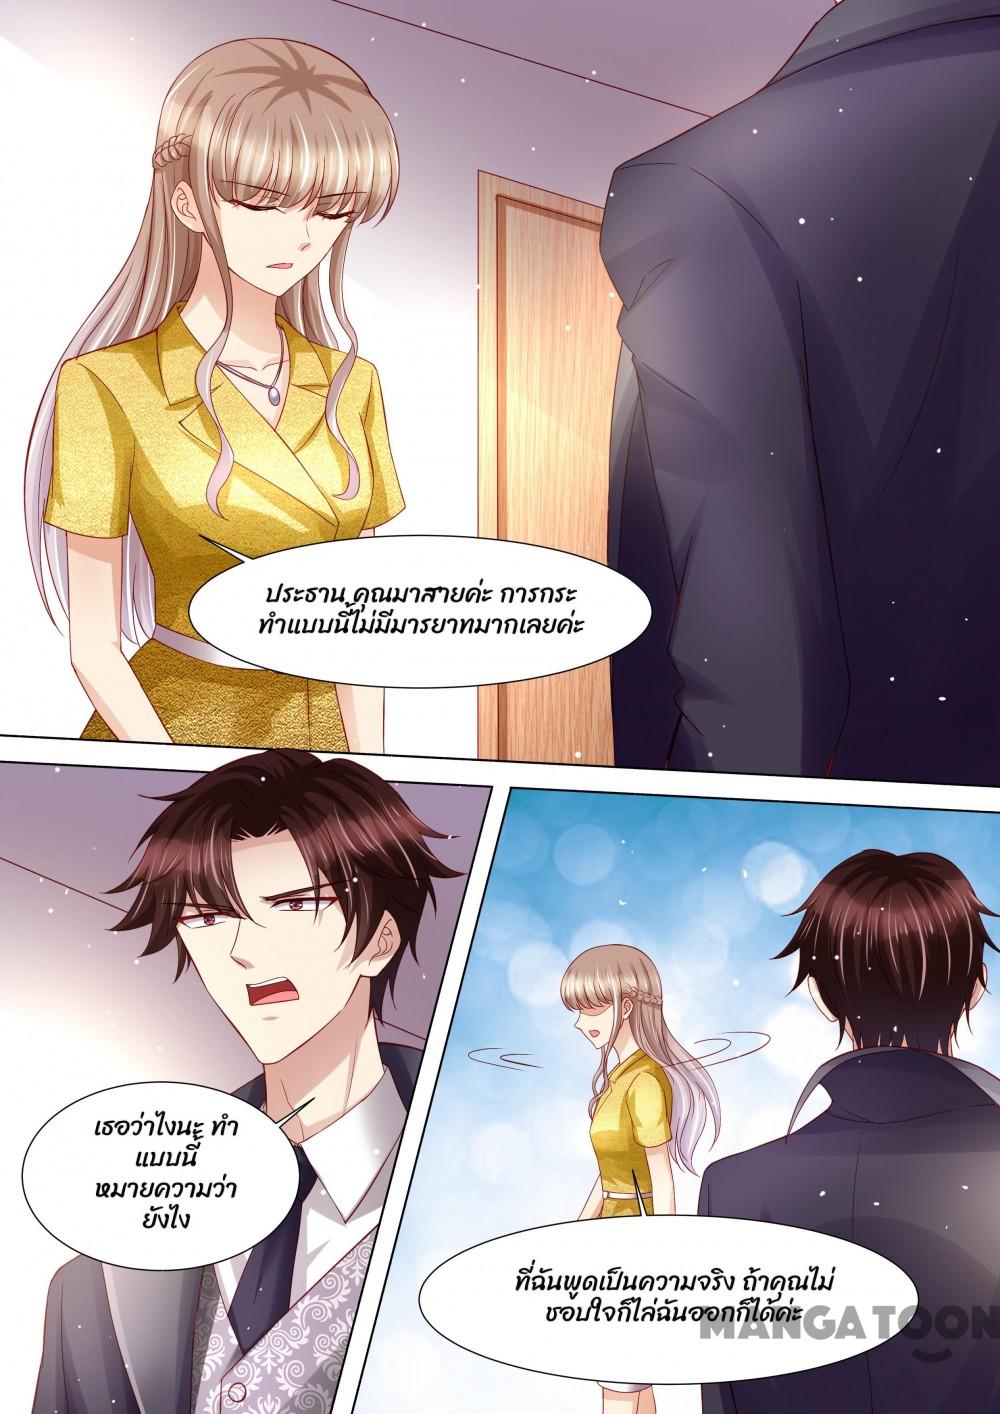 ประธาน คุณมาสายค่ะ การกระ
ทำแบบนี้ไม่มีมารยาทมากเลยค่ะ
เธอว่าไงนะ ทำ
แบบนี้
หมายความว่า
ยังไง
ที่ฉันพูดเป็นความจริง ถ้าคุณไม่
ชอบใจก็ไล่ฉันออกก็ได้ค่ะ
MANGATOON